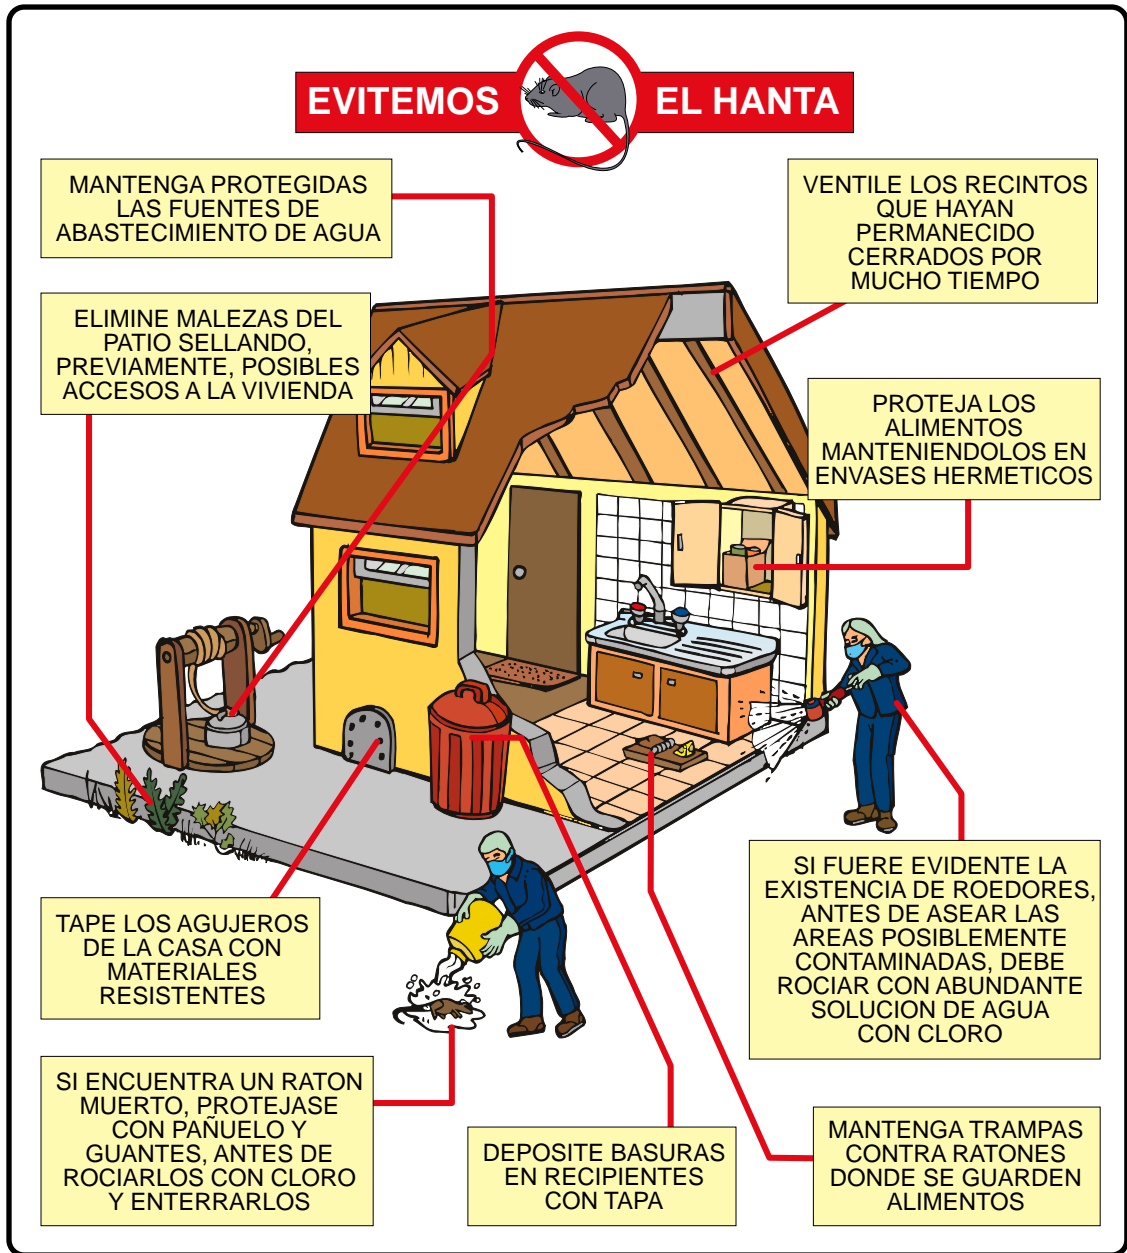 EVITEMOS EL HANTA
MANTENGA PROTEGIDAS
LAS FUENTES DE
ABASTECIMIENTO DE AGUA
VENTILE LOS RECINTOS
QUE HAYAN
PERMANECIDO
CERRADOS POR
MUCHO TIEMPO
ELIMINE MALEZAS DEL
PATIO SELLANDO,
PREVIAMENTE, POSIBLES
ACCESOS A LA VIVIENDA
PROTEJA LOS
ALIMENTOS
MANTENIENDOLOS EN
ENVASES HERMETICOS
TAPE LOS AGUJEROS
DE LA CASA CON
MATERIALES
RESISTENTES
SI FUERE EVIDENTE LA
EXISTENCIA DE ROEDORES,
ANTES DE ASEAR LAS
AREAS POSIBLEMENTE
CONTAMINADAS, DEBE
ROCIAR CON ABUNDANTE
SOLUCION DE AGUA
CON CLORO
SI ENCUENTRA UN RATON
MUERTO, PROTEJASE
CON PAÑUELO Y
GUANTES, ANTES DE
ROCIARLOS CON CLORO
Y ENTERRARLOS
DEPOSITE BASURAS
EN RECIPIENTES
CON TAPA
MANTENGA TRAMPAS
CONTRA RATONES
DONDE SE GUARDEN
ALIMENTOS